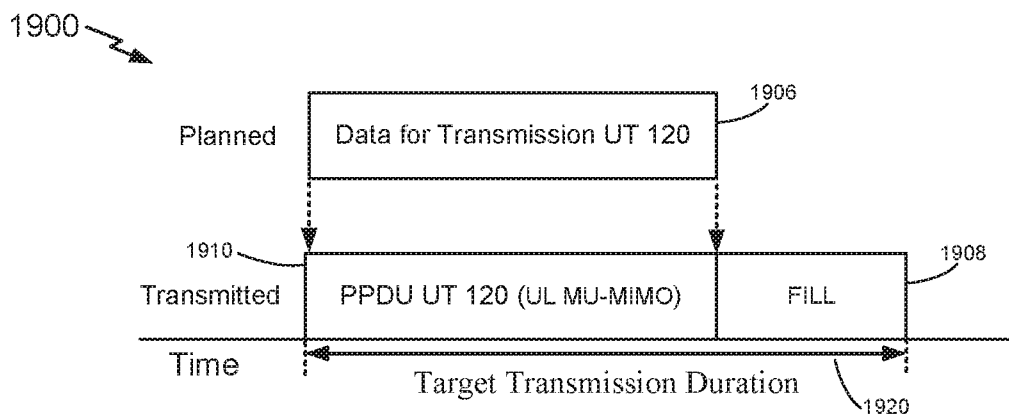 1900
Planned
Data for Transmission UT 120
1906
1910
Transmitted
PPDU UT 120 (UL MU-MIMO)
FILL
1908
Time
Target Transmission Duration
1920